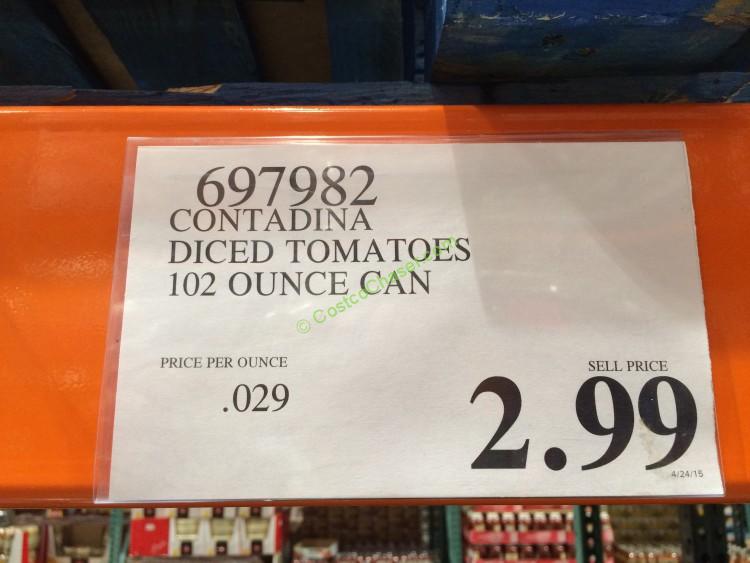 697982
CONTADINA
DICED TOMATOES
102 OUNCE CAN
© CostcoChaser.com
PRICE PER OUNCE
.029
SELL PRICE
2.99
4/24/15